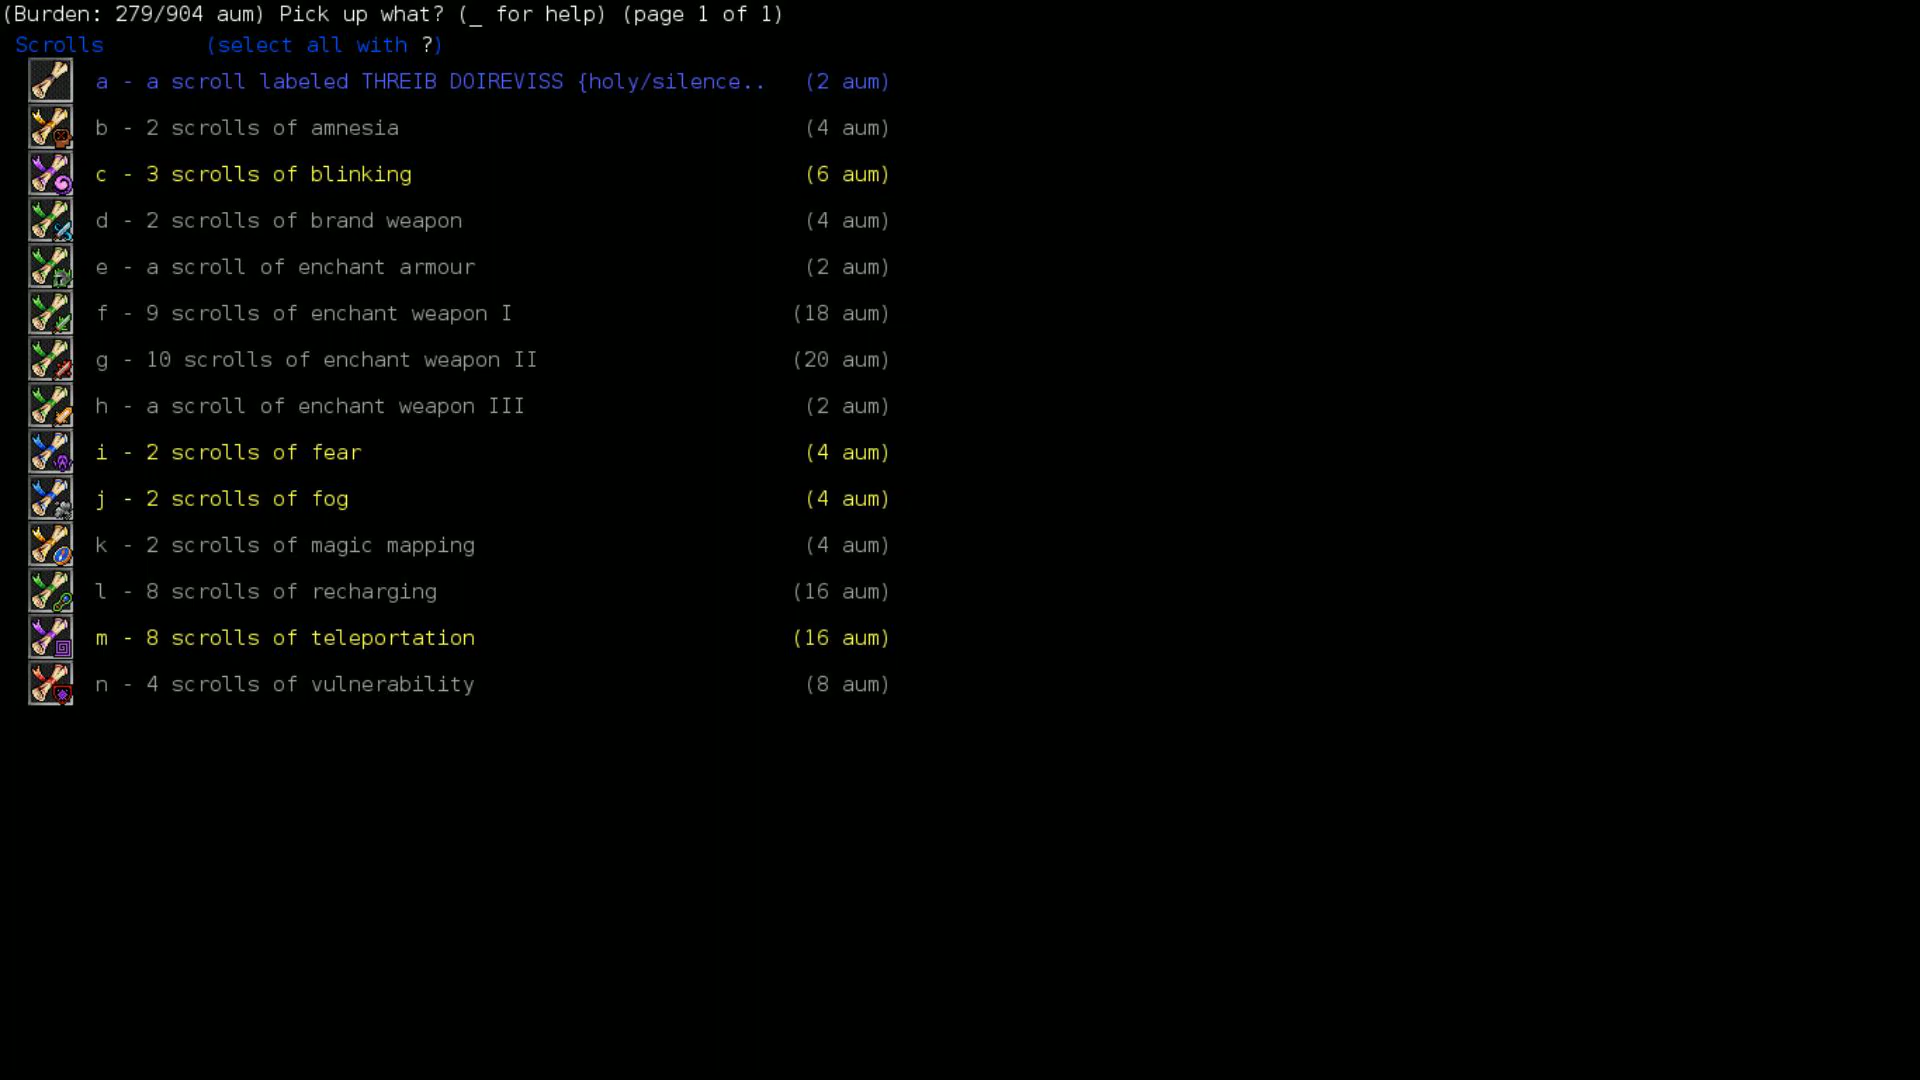 (Burden: 279/904 aum) Pick up what? (_ for help) (page 1 of 1)
Scrolls (select all with ?)
a - a scroll labeled THREIB DOIREVISS {holy/silence.. (2 aum)
b - 2 scrolls of amnesia (4 aum)
c - 3 scrolls of blinking (6 aum)
d - 2 scrolls of brand weapon (4 aum)
e - a scroll of enchant armour (2 aum)
f - 9 scrolls of enchant weapon I (18 aum)
g - 10 scrolls of enchant weapon II (20 aum)
h - a scroll of enchant weapon III (2 aum)
i - 2 scrolls of fear (4 aum)
j - 2 scrolls of fog (4 aum)
k - 2 scrolls of magic mapping (4 aum)
l - 8 scrolls of recharging (16 aum)
m - 8 scrolls of teleportation (16 aum)
n - 4 scrolls of vulnerability (8 aum)